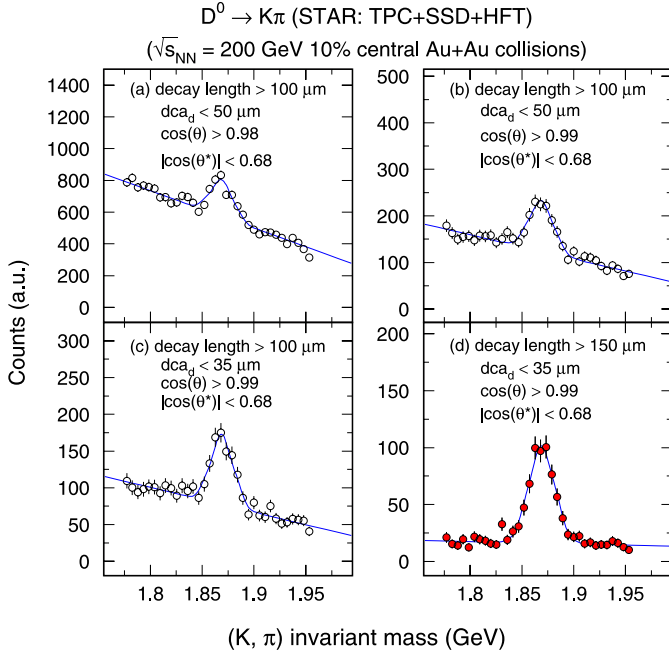 D⁰ → Kπ (STAR: TPC+SSD+HFT)
(√s_NN = 200 GeV 10% central Au+Au collisions)
Counts (a.u.)
1400
1200
1000
800
600
400
200
0
(a) decay length > 100 μm
dca_d < 50 μm
cos(θ) > 0.98
|cos(θ*)| < 0.68
500
400
300
200
100
0
(b) decay length > 100 μm
dca_d < 50 μm
cos(θ) > 0.99
|cos(θ*)| < 0.68
300
250
200
150
100
50
0
(c) decay length > 100 μm
dca_d < 35 μm
cos(θ) > 0.99
|cos(θ*)| < 0.68
1.8 1.85 1.9 1.95
200
150
100
50
0
(d) decay length > 150 μm
dca_d < 35 μm
cos(θ) > 0.99
|cos(θ*)| < 0.68
1.8 1.85 1.9 1.95
(K, π) invariant mass (GeV)